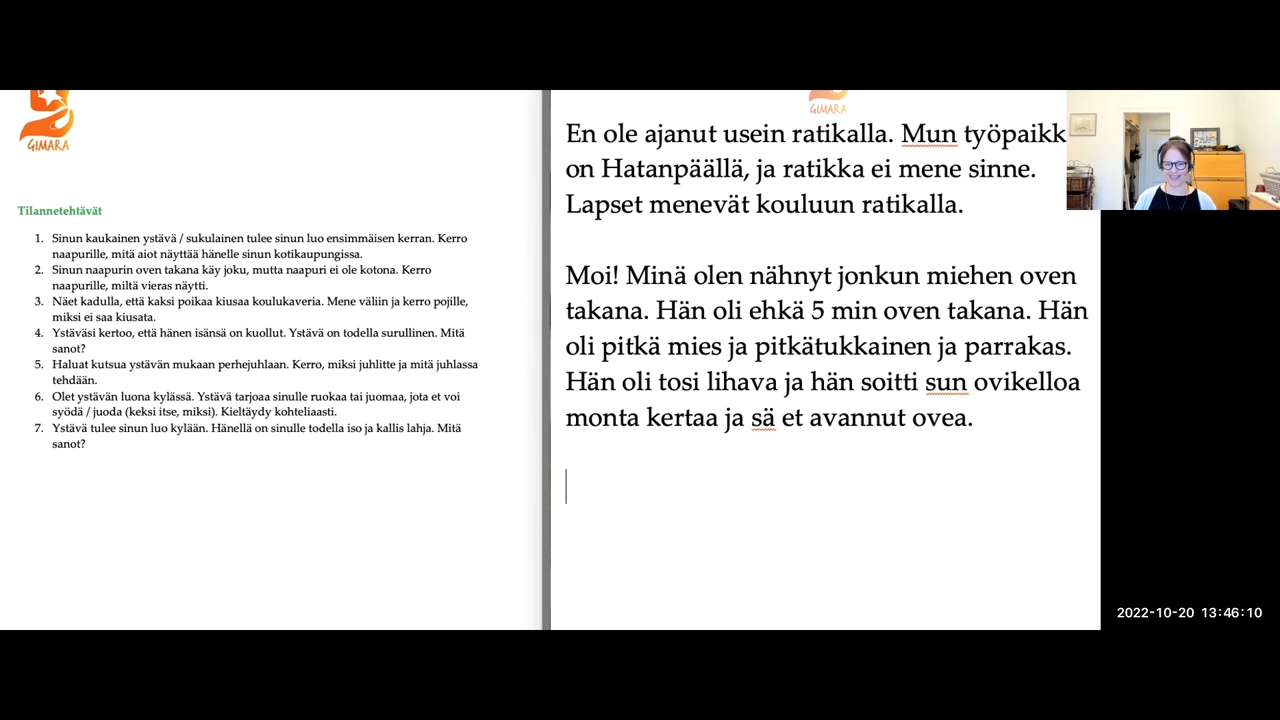 GIMARA
Tilannetehtävät
1. Sinun kaukainen ystävä / sukulainen tulee sinun luo ensimmäisen kerran. Kerro
naapurille, mitä aiot näyttää hänelle sinun kotikaupungissa.
2. Sinun naapurin oven takana käy joku, mutta naapuri ei ole kotona. Kerro
naapurille, miltä vieras näytti.
3. Näet kadulla, että kaksi poikaa kiusaa koulukaveria. Mene väliin ja kerro pojille,
miksi ei saa kiusata.
4. Ystäväsi kertoo, että hänen isänsä on kuollut. Ystävä on todella surullinen. Mitä
sanot?
5. Haluat kutsua ystävän mukaan perhejuhlaan. Kerro, miksi juhlitte ja mitä juhlassa
tehdään.
6. Olet ystävän luona kylässä. Ystävä tarjoaa sinulle ruokaa tai juomaa, jota et voi
syödä / juoda (keksi itse, miksi). Kieltäydy kohteliaasti.
7. Ystävä tulee sinun luo kylään. Hänellä on sinulle todella iso ja kallis lahja. Mitä
sanot?
GIMARA
En ole ajanut usein ratikalla. Mun työpaikk
on Hatanpäällä, ja ratikka ei mene sinne.
Lapset menevät kouluun ratikalla.
Moi! Minä olen nähnyt jonkun miehen oven
takana. Hän oli ehkä 5 min oven takana. Hän
oli pitkä mies ja pitkätukkainen ja parrakas.
Hän oli tosi lihava ja hän soitti sun ovikelloa
monta kertaa ja sä et avannut ovea.
2022-10-20 13:46:10